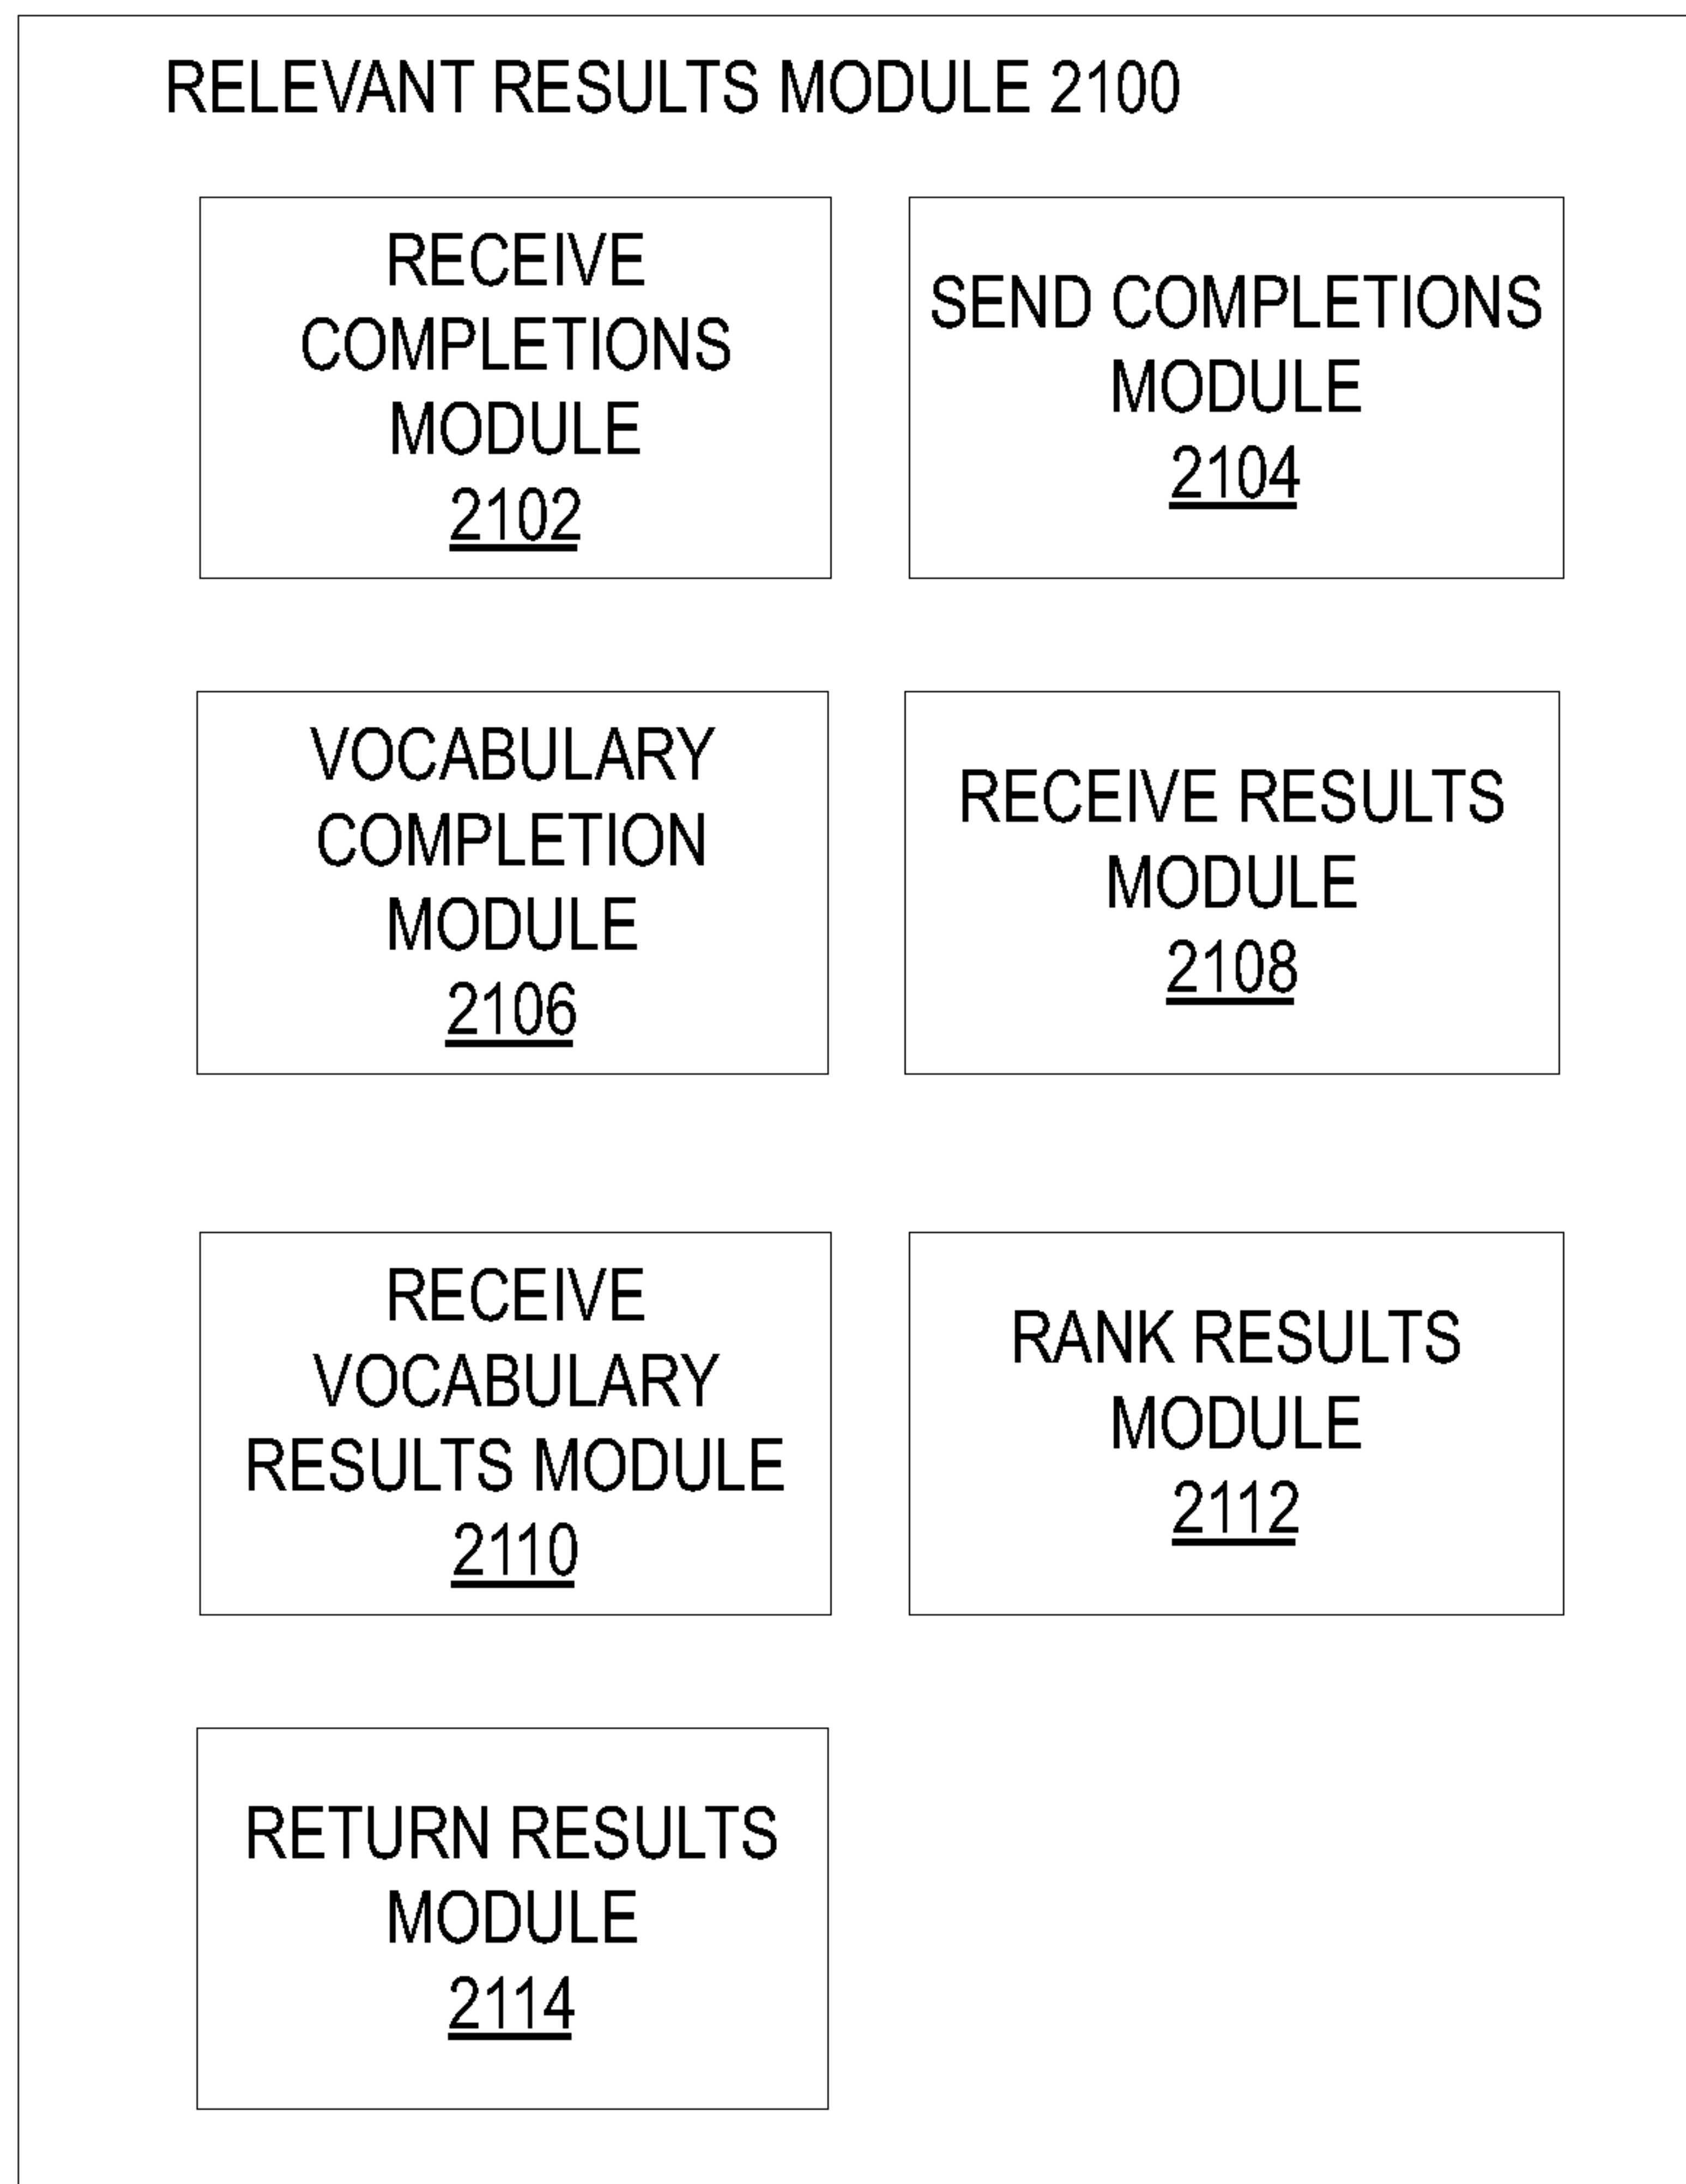 RELEVANT RESULTS MODULE 2100
RECEIVE
COMPLETIONS
MODULE
2102
SEND COMPLETIONS
MODULE
2104
VOCABULARY
COMPLETION
MODULE
2106
RECEIVE RESULTS
MODULE
2108
RECEIVE
VOCABULARY
RESULTS MODULE
2110
RANK RESULTS
MODULE
2112
RETURN RESULTS
MODULE
2114